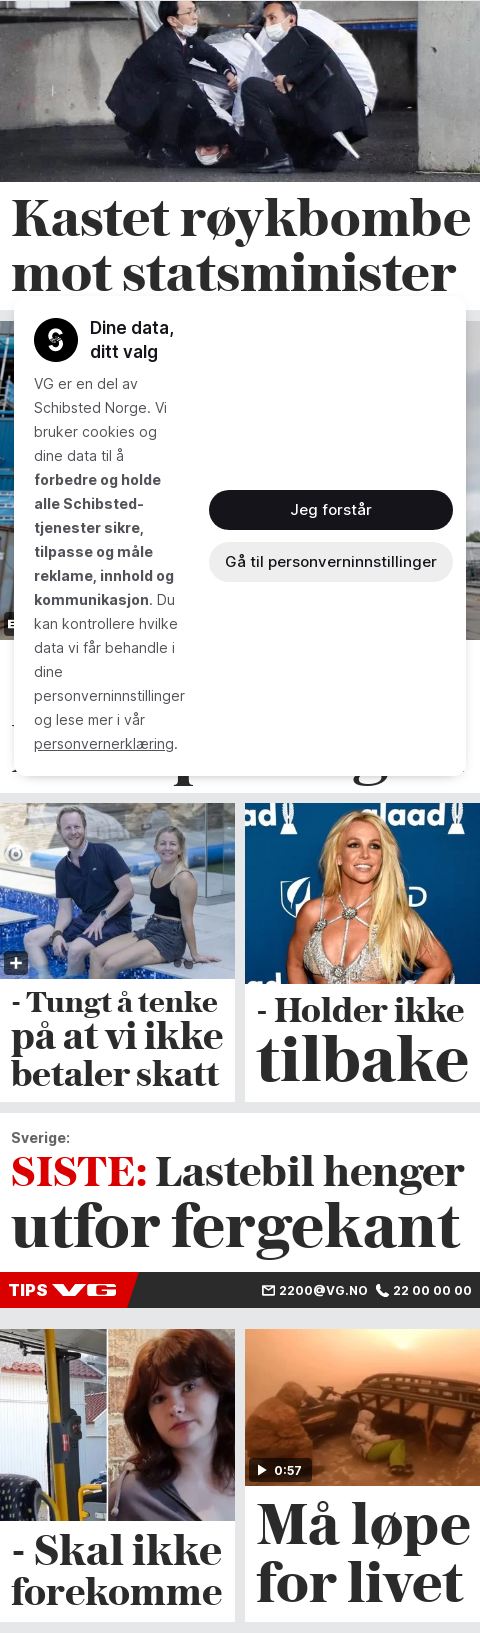 Kastet røykbombe
mot statsminister
Dine data,
ditt valg
VG er en del av
Schibsted Norge. Vi
bruker cookies og
dine data til å
forbedre og holde
alle Schibsted-
tjenester sikre,
tilpasse og måle
reklame, innhold og
kommunikasjon. Du
kan kontrollere hvilke
data vi får behandle i
dine
personverninnstillinger
og lese mer i vår
personvernerklæring.
Jeg forstår
Gå til personverninnstillinger
- Tungt å tenke
på at vi ikke
betaler skatt
glaad
- Holder ikke
tilbake
Sverige:
SISTE: Lastebil henger
utfor fergekant
TIPS VG
2200@VG.NO 22 00 00 00
- Skal ikke
forekomme
0:57
Må løpe
for livet